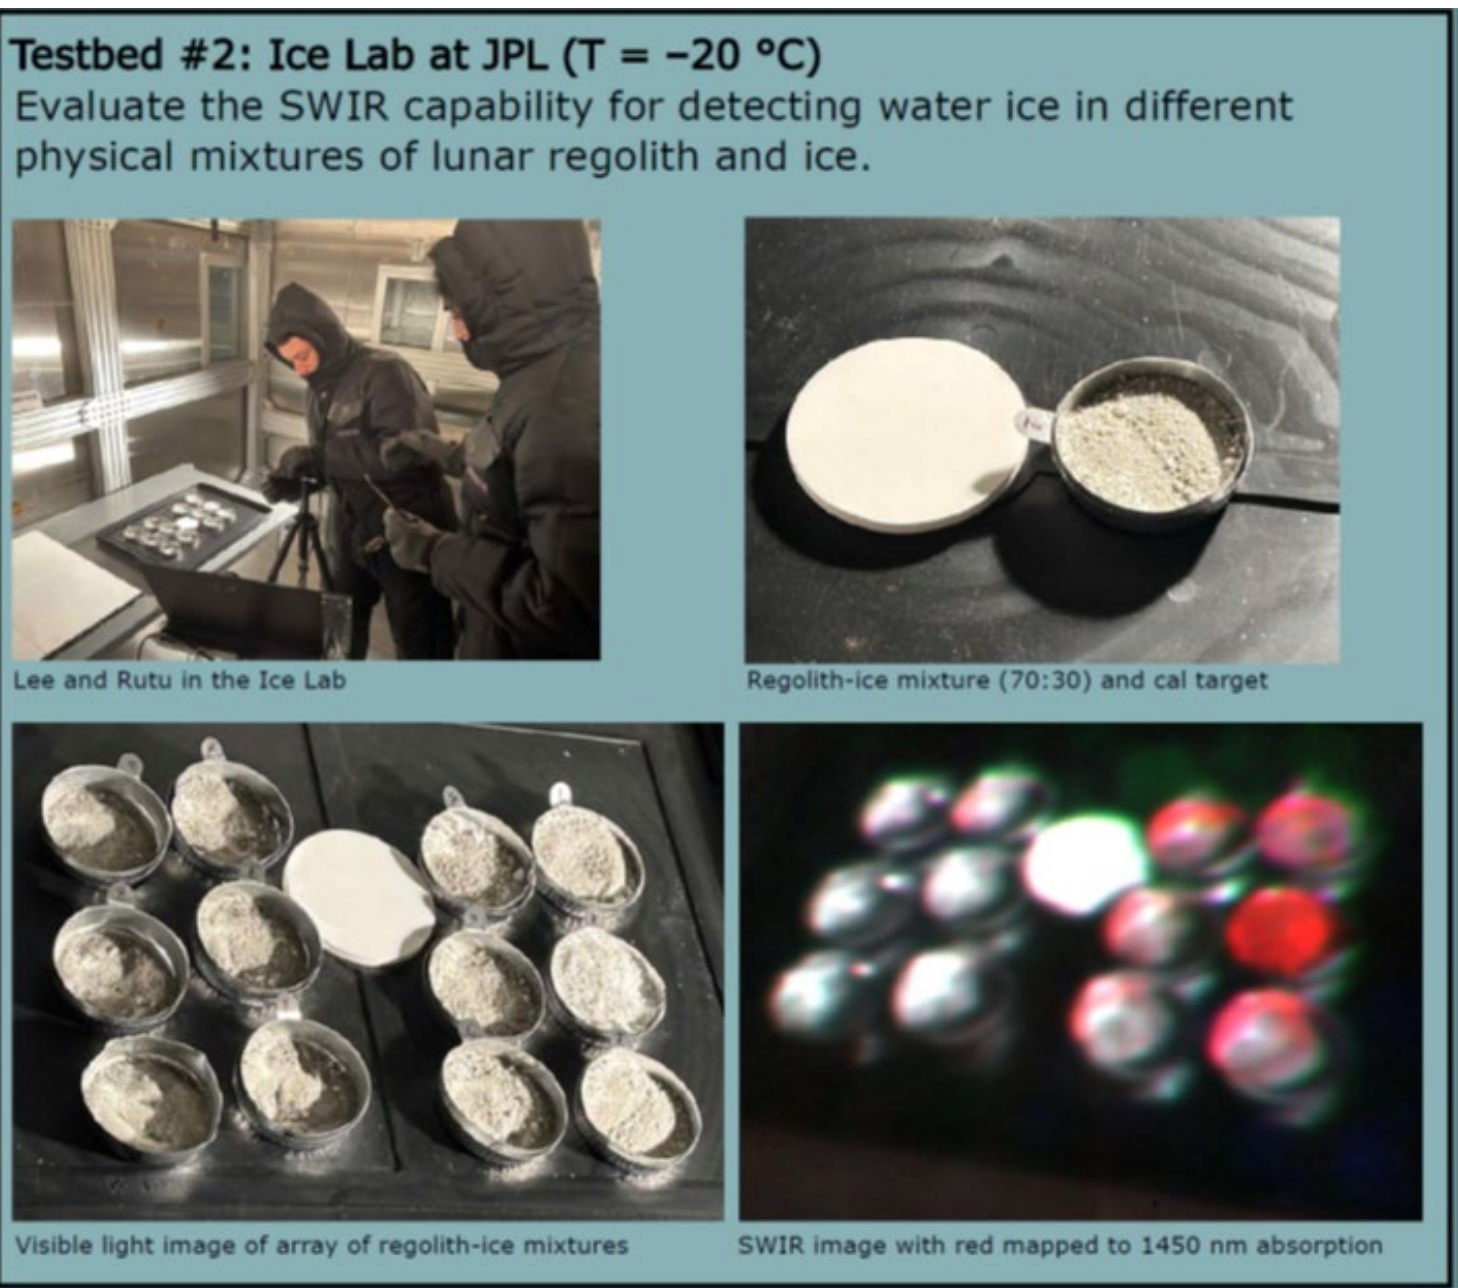 Testbed #2: Ice Lab at JPL (T = −20 °C)
Evaluate the SWIR capability for detecting water ice in different
physical mixtures of lunar regolith and ice.
Lee and Rutu in the Ice Lab
Regolith-ice mixture (70:30) and cal target
Visible light image of array of regolith-ice mixtures
SWIR image with red mapped to 1450 nm absorption